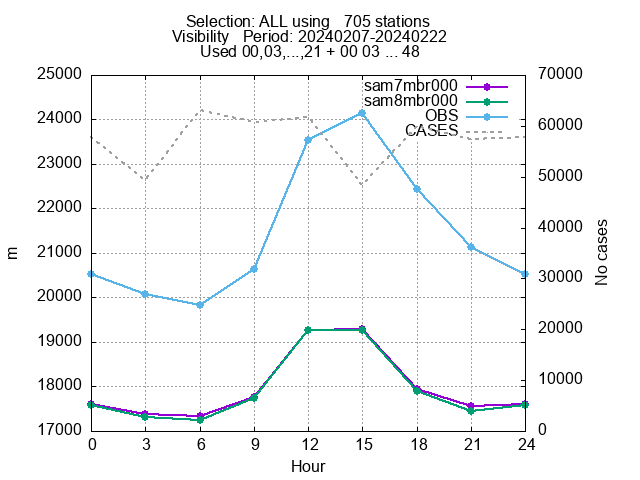 Selection: ALL using   705 stations
Visibility   Period: 20240207-20240222
Used 00,03,...,21 + 00 03 ... 48
25000
24000
23000
22000
21000
20000
19000
18000
17000
m
70000
60000
50000
40000
30000
20000
10000
0
No cases
sam7mbr000
sam8mbr000
OBS
CASES
0 3 6 9 12 15 18 21 24
Hour